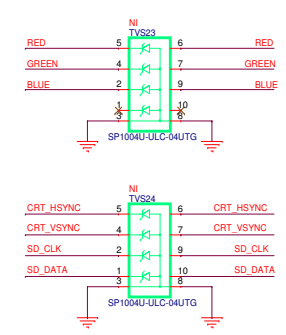 NI
TVS23
RED 5 6 RED
GREEN 4 7 GREEN
BLUE 2 9 BLUE
1 10
3 8
SP1004U-ULC-04UTG
NI
TVS24
CRT_HSYNC 5 6 CRT_HSYNC
CRT_VSYNC 4 7 CRT_VSYNC
SD_CLK 2 9 SD_CLK
SD_DATA 1 10 SD_DATA
3 8
SP1004U-ULC-04UTG